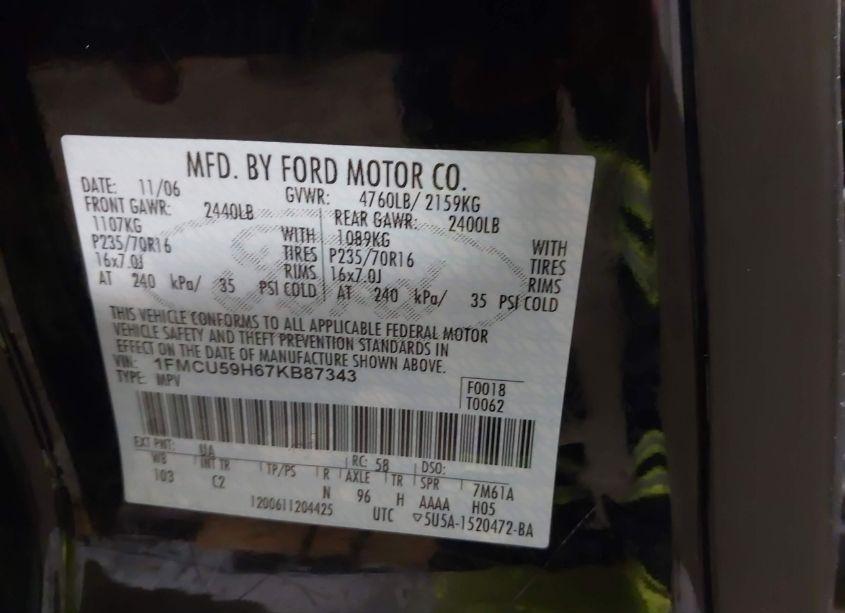 MFD. BY FORD MOTOR CO.
DATE: 11/06 GVWR: 4760LB/ 2159KG
FRONT GAWR: 2440LB REAR GAWR: 2400LB
1107KG WITH 1089KG WITH
P235/70R16 TIRES P235/70R16 TIRES
16x7.0J RIMS 16x7.0J RIMS
AT 240 kPa/ 35 PSI COLD AT 240 kPa/ 35 PSI COLD
THIS VEHICLE CONFORMS TO ALL APPLICABLE FEDERAL MOTOR
VEHICLE SAFETY AND THEFT PREVENTION STANDARDS IN
EFFECT ON THE DATE OF MANUFACTURE SHOWN ABOVE.
VIN: 1FMCU59H67KB87343
TYPE: MPV F0018
T0062
EXT PNT: UA RC: 58 DSO:
WB INT TR TP/PS R AXLE TR SPR 7M61A
103 C2 N 96 H AAAA H05
1200611204425 UTC ▽5U5A-1520472-BA
Ford